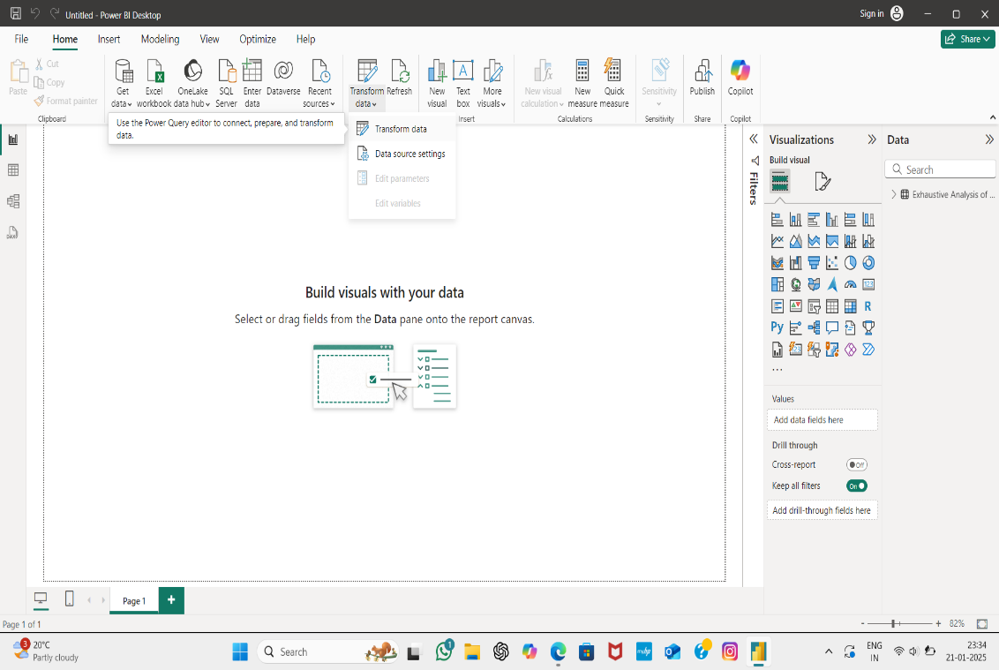 Untitled - Power BI Desktop
Sign in
File Home Insert Modeling View Optimize Help
Share
Paste
Cut
Copy
Format painter
Clipboard
Get data
Excel workbook
OneLake data hub
SQL Server
Enter data
Dataverse
Recent sources
Transform data
Refresh
New visual
Text box
More visuals
Insert
New visual calculation
New measure
Quick measure
Calculations
Sensitivity
Sensitivity
Publish
Share
Copilot
Copilot
Use the Power Query editor to connect, prepare, and transform
data.
Transform data
Data source settings
Edit parameters
Edit variables
Build visuals with your data
Select or drag fields from the Data pane onto the report canvas.
Filters
Visualizations
Build visual
123
R
Py
Values
Add data fields here
Drill through
Cross-report
Off
Keep all filters
On
Add drill-through fields here
Data
Search
Exhaustive Analysis of ...
Page 1
Page 1 of 1
- + 82%
3
20°C
Partly cloudy
Search
1
ENG
IN
23:34
21-01-2025